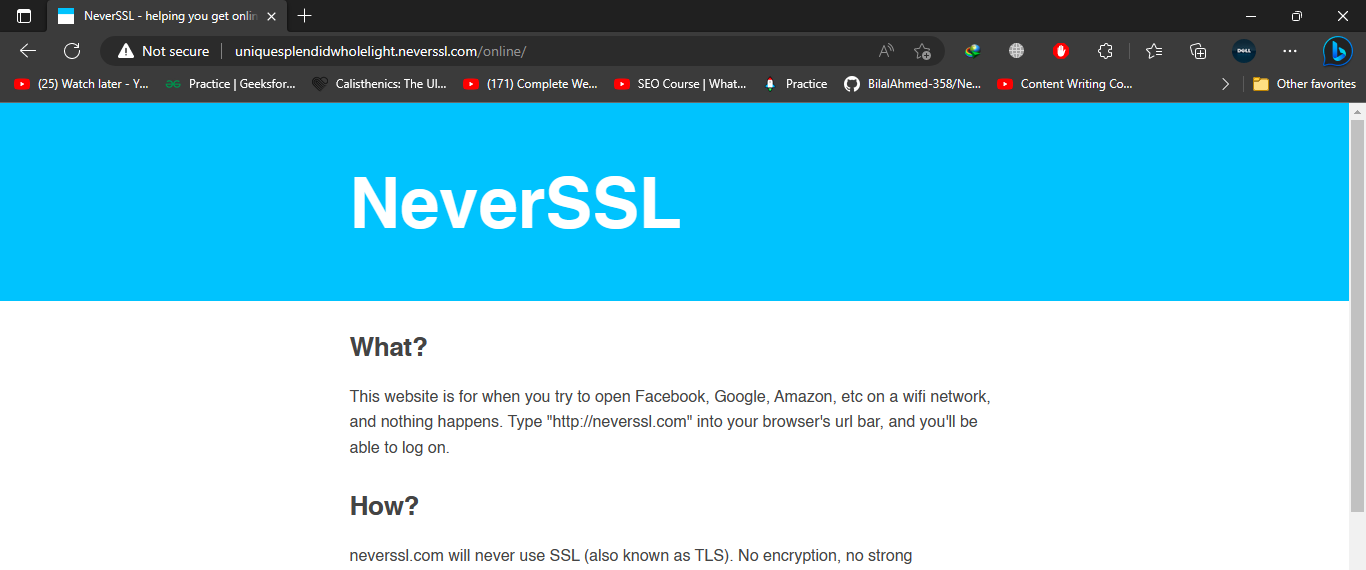 NeverSSL - helping you get onlin
Not secure
uniquesplendidwholelight.neverssl.com/online/
(25) Watch later - Y...
Practice | Geeksfor...
Calisthenics: The Ul...
(171) Complete We...
SEO Course | What...
Practice
BilalAhmed-358/Ne...
Content Writing Co...
Other favorites
NeverSSL
What?
This website is for when you try to open Facebook, Google, Amazon, etc on a wifi network,
and nothing happens. Type "http://neverssl.com" into your browser's url bar, and you'll be
able to log on.
How?
neverssl.com will never use SSL (also known as TLS). No encryption, no strong